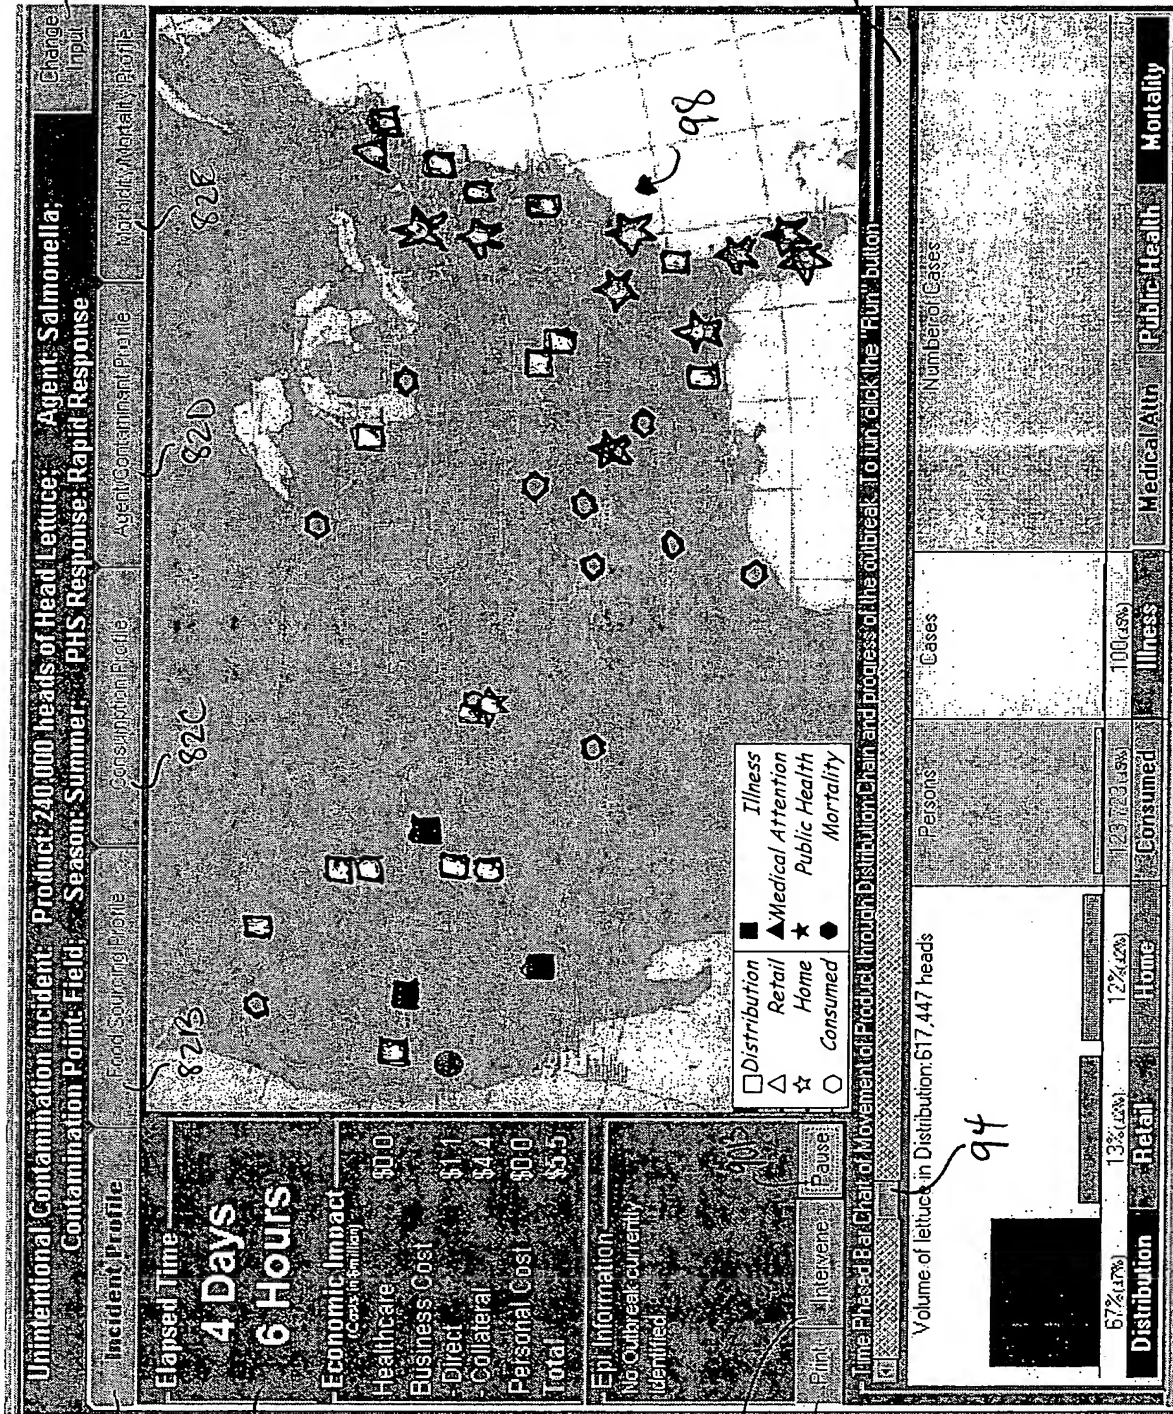 Unintentional Contamination Incident: Product: 240,000 heads of Head Lettuce; Agent: Salmonella;
Contamination Point: Field; Season: Summer; PHS Response: Rapid Response
Change Input
Incident Profile
Food Sourcing Profile
Consumption Profile
Agent Contaminant Profile
Morbidity/Mortality Profile
82B
82C
82D
82E
Elapsed Time
4 Days
6 Hours
Economic Impact
(Costs in $million)
Healthcare $0.0
Business Cost
Direct $1.1
Collateral $4.4
Personal Cost $0.0
Total $5.5
Epi Information
No Outbreak currently
identified
Print
Intervene
Pause
98
Distribution
Retail
Home
Consumed
Illness
Medical Attention
Public Health
Mortality
Time Phased Bar Chart of Movement of Product through Distribution Chain and progress of the outbreak. To run, click the "Run" button
Volume of lettuce in Distribution: 617,447 heads
94
Persons
Cases
Number of Cases
Distribution
Retail
Home
Consumed
Illness
Medical Attn
Public Health
Mortality